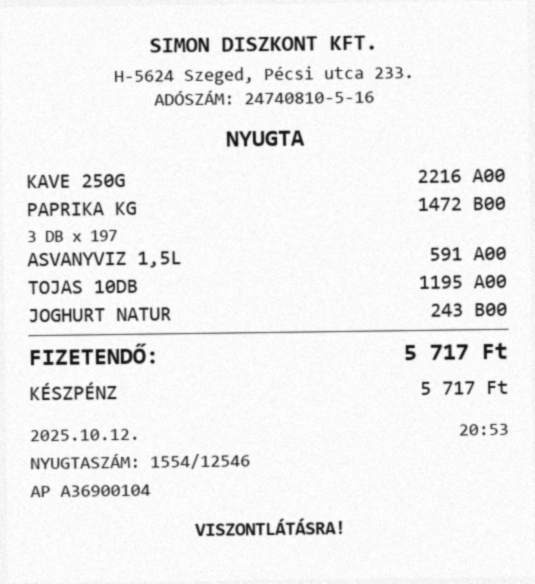 SIMON DISZKONT KFT.
H-5624 Szeged, Pécsi utca 233.
ADÓSZÁM: 24740810-5-16
NYUGTA
KAVE 250G 2216 A00
PAPRIKA KG 1472 B00
3 DB x 197
ASVANYVIZ 1,5L 591 A00
TOJAS 10DB 1195 A00
JOGHURT NATUR 243 B00
FIZETENDŐ: 5 717 Ft
KÉSZPÉNZ 5 717 Ft
2025.10.12. 20:53
NYUGTASZÁM: 1554/12546
AP A36900104
VISZONTLÁTÁSRA!